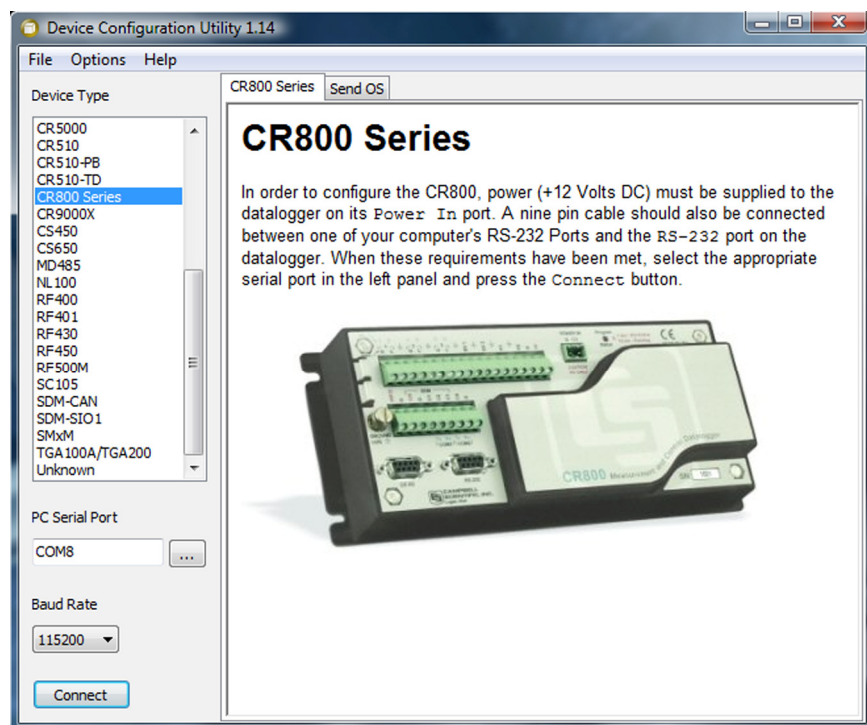 Device Configuration Utility 1.14
File Options Help
Device Type
CR5000
CR510
CR510-PB
CR510-TD
CR800 Series
CR9000X
CS450
CS650
MD485
NL100
RF400
RF401
RF430
RF450
RF500M
SC105
SDM-CAN
SDM-SIO1
SMxM
TGA100A/TGA200
Unknown
PC Serial Port
COM8
...
Baud Rate
115200
Connect
CR800 Series Send OS
CR800 Series
In order to configure the CR800, power (+12 Volts DC) must be supplied to the
datalogger on its Power In port. A nine pin cable should also be connected
between one of your computer's RS-232 Ports and the RS-232 port on the
datalogger. When these requirements have been met, select the appropriate
serial port in the left panel and press the Connect button.
CE
CR800 Measurement and Control Datalogger
CAMPBELL
SCIENTIFIC, INC.